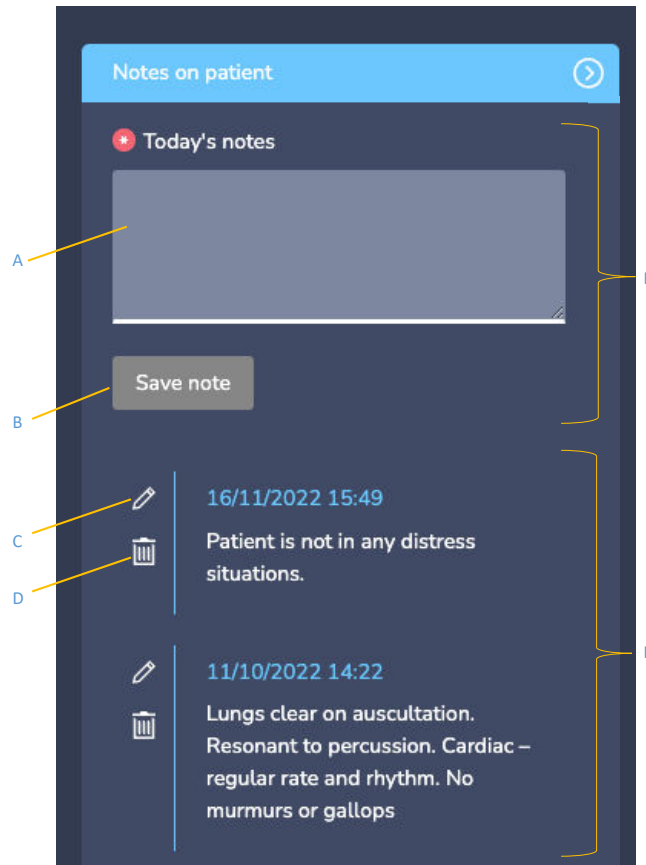 Notes on patient
* Today's notes
A
Save note
B
16/11/2022 15:49
C
Patient is not in any distress
situations.
D
11/10/2022 14:22
Lungs clear on auscultation.
Resonant to percussion. Cardiac –
regular rate and rhythm. No
murmurs or gallops